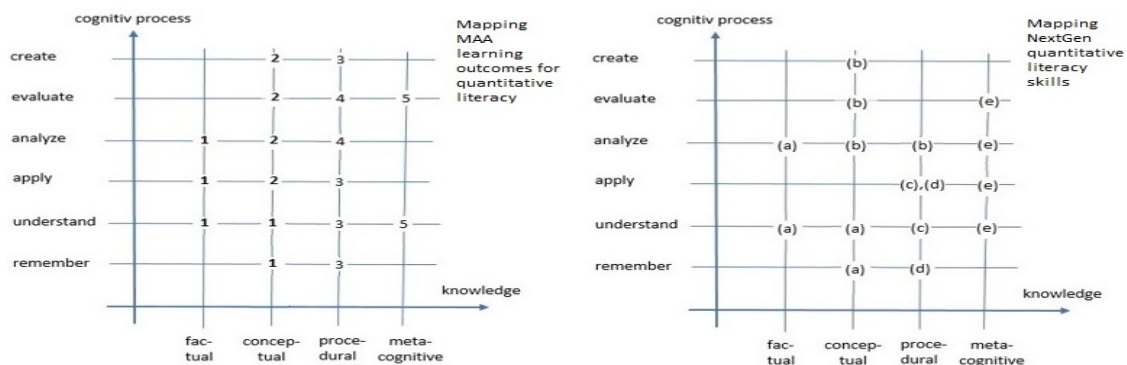 cognitiv process
Mapping
MAA
learning
outcomes for
quantitative
literacy
create 2 3
evaluate 2 4 5
analyze 1 2 4
apply 1 2 3
understand 1 1 3 5
remember 1 3
knowledge
fac- concep- proce- meta-
tual tual dural cognitive
cognitiv process
Mapping
NextGen
quantitative
literacy
skills
create (b)
evaluate (b) (e)
analyze (a) (b) (b) (e)
apply (c),(d) (e)
understand (a) (a) (c) (e)
remember (a) (d)
knowledge
fac- concep- proce- meta-
tual tual dural cognitive